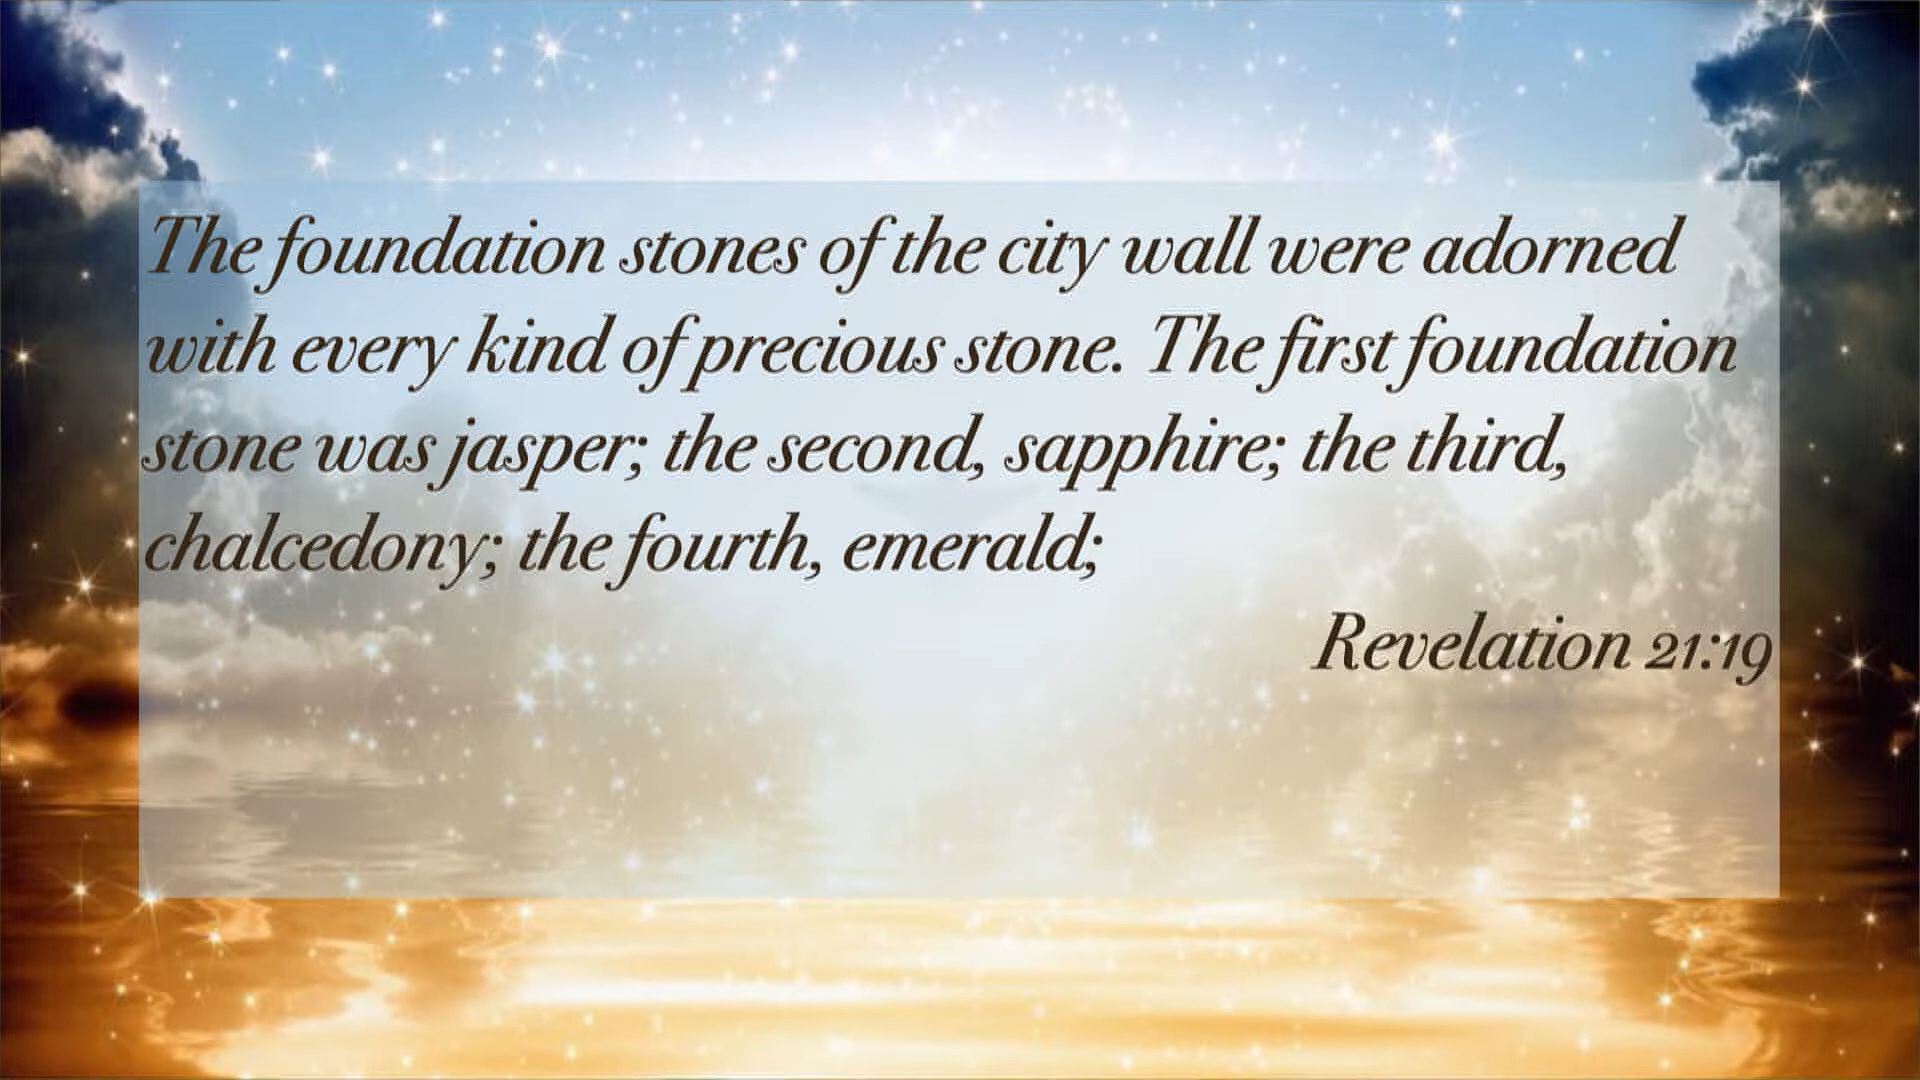 The foundation stones of the city wall were adorned
with every kind of precious stone. The first foundation
stone was jasper; the second, sapphire; the third,
chalcedony; the fourth, emerald;
Revelation 21:19